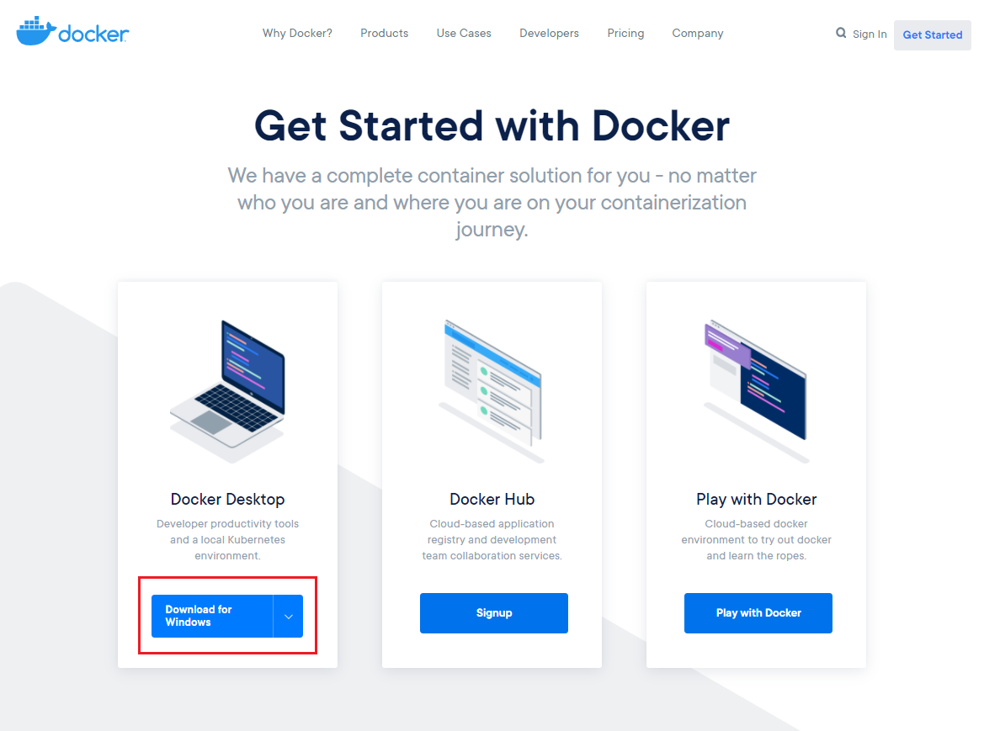 docker
Why Docker?
Products
Use Cases
Developers
Pricing
Company
Sign In
Get Started
Get Started with Docker
We have a complete container solution for you - no matter
who you are and where you are on your containerization
journey.
Docker Desktop
Developer productivity tools
and a local Kubernetes
environment.
Download for
Windows
Docker Hub
Cloud-based application
registry and development
team collaboration services.
Signup
Play with Docker
Cloud-based docker
environment to try out docker
and learn the ropes.
Play with Docker